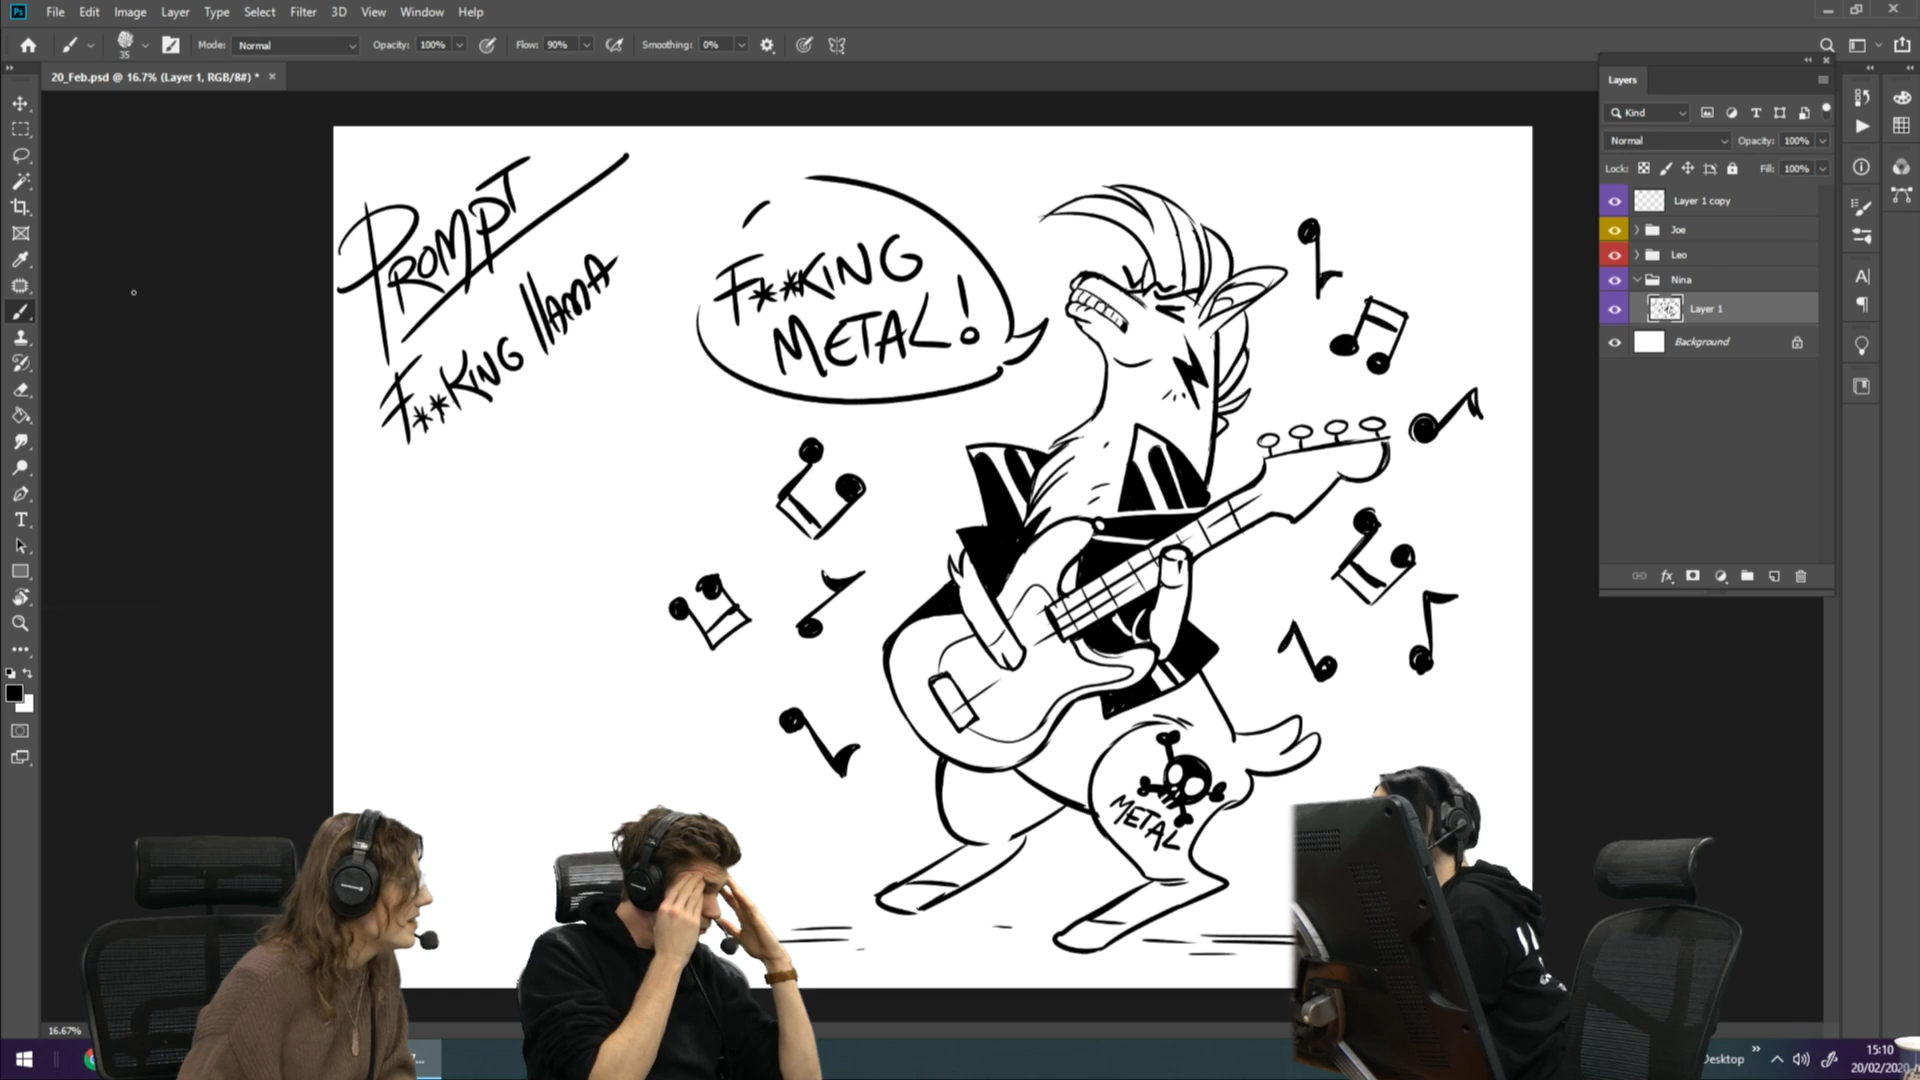 Ps File Edit Image Layer Type Select Filter 3D View Window Help
35 Mode: Normal Opacity: 100% Flow: 90% Smoothing: 0%
20_Feb.psd @ 16.7% (Layer 1, RGB/8#) *
PROMPT
F**KING llAMA
F**KING
METAL!
METAL
Layers
Kind
Normal Opacity: 100%
Lock: Fill: 100%
Layer 1 copy
Joe
Leo
Nina
Layer 1
Background
fx
16.67%
Desktop
15:10
20/02/2020